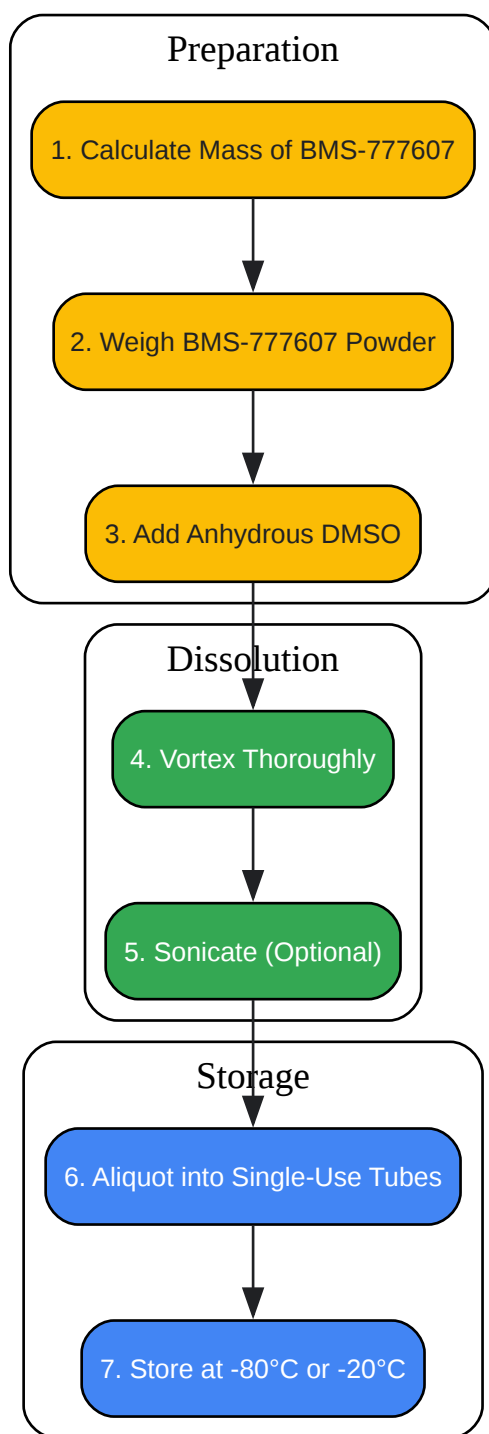 Preparation
1. Calculate Mass of BMS-777607
2. Weigh BMS-777607 Powder
3. Add Anhydrous DMSO
Dissolution
4. Vortex Thoroughly
5. Sonicate (Optional)
Storage
6. Aliquot into Single-Use Tubes
7. Store at -80°C or -20°C